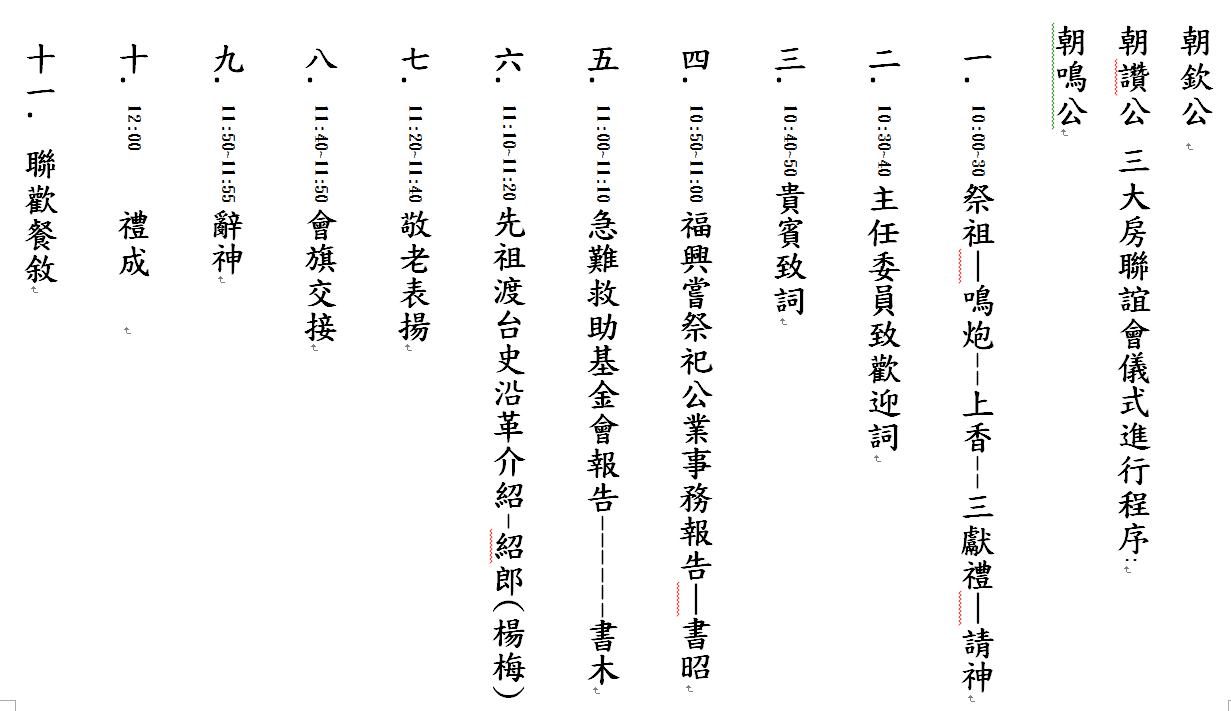 朝欽公
朝讚公 三大房聯誼會儀式進行程序:
朝鳴公
一. 10:00~30 祭祖—鳴炮--上香--三獻禮—請神
二. 10:30~40 主任委員致歡迎詞
三. 10:40~50 貴賓致詞
四. 10:50~11:00 福興嘗祭祀公業事務報告—書昭
五. 11:00~11:10 急難救助基金會報告------書木
六. 11:10~11:20 先祖渡台史沿革介紹-紹郎(楊梅)
七. 11:20~11:40 敬老表揚
八. 11:40~11:50 會旗交接
九. 11:50~11:55 辭神
十. 12:00 禮成
十一. 聯歡餐敘